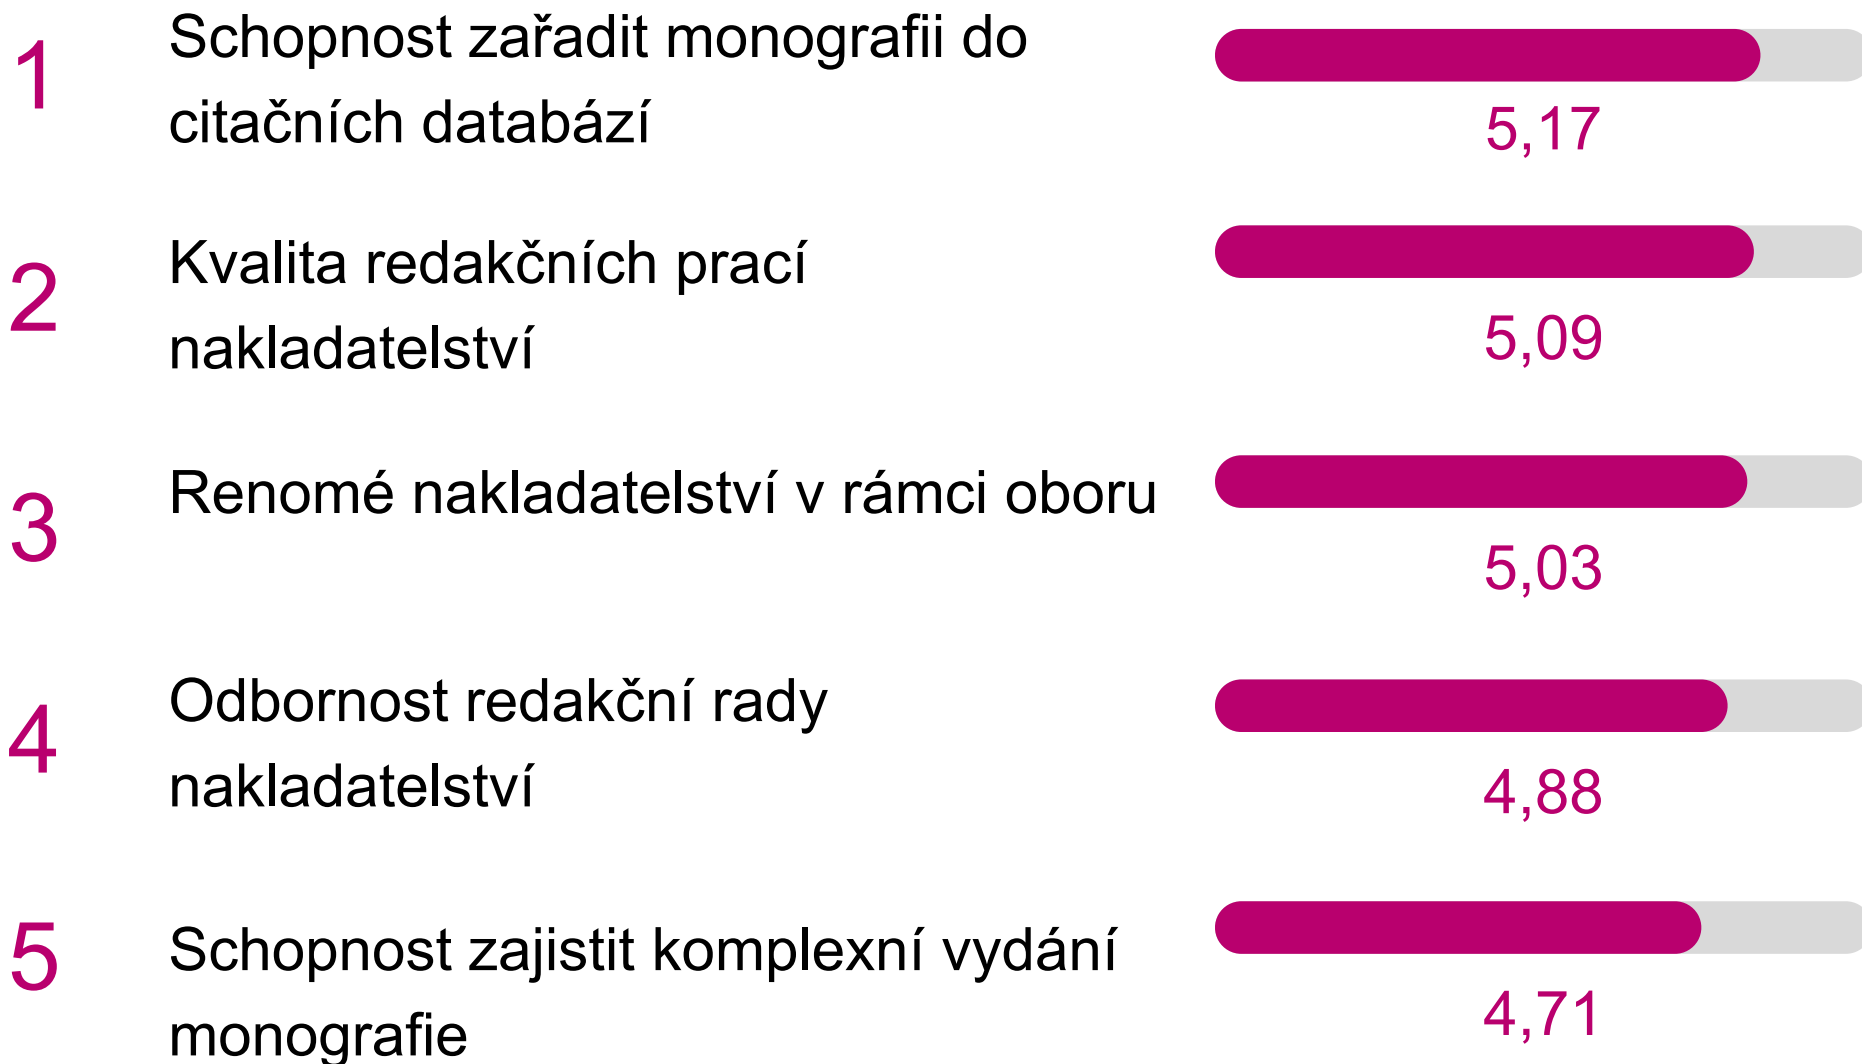 1
Schopnost zařadit monografii do
citačních databází
5,17
2
Kvalita redakčních prací
nakladatelství
5,09
3
Renomé nakladatelství v rámci oboru
5,03
4
Odbornost redakční rady
nakladatelství
4,88
5
Schopnost zajistit komplexní vydání
monografie
4,71